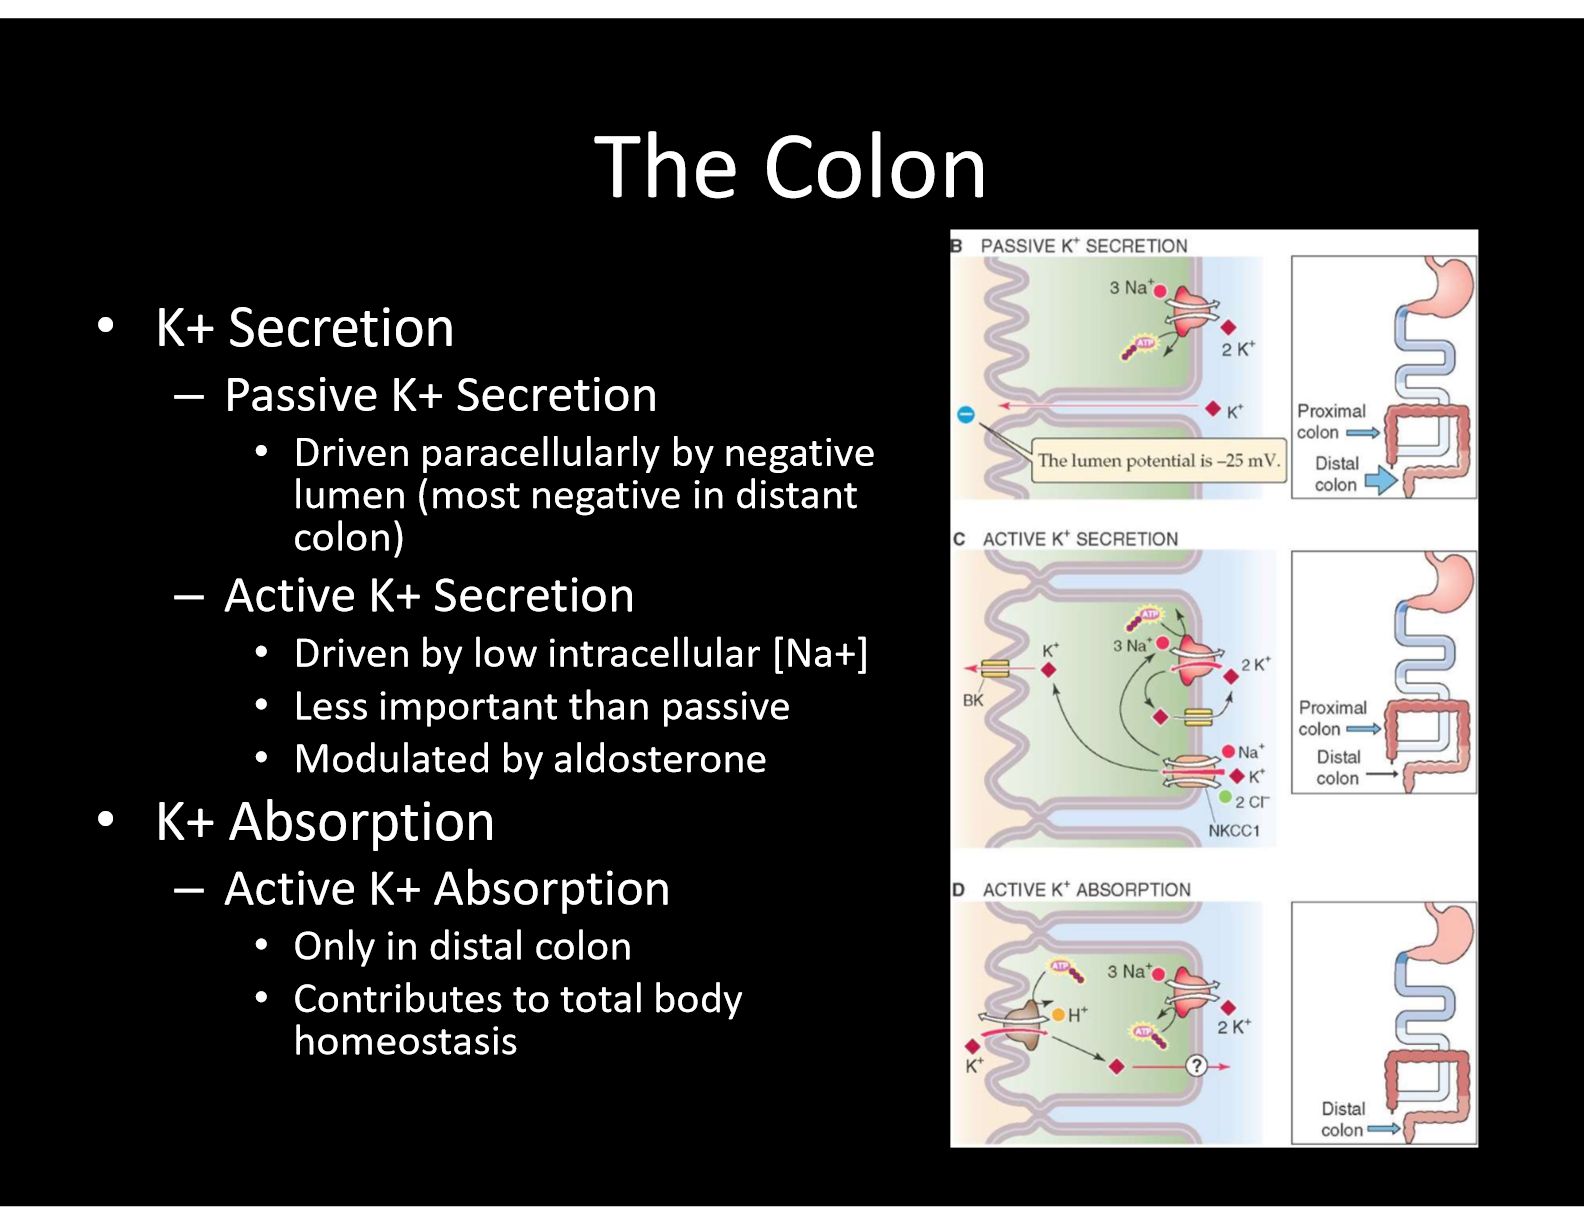 The Colon
• K+ Secretion
– Passive K+ Secretion
• Driven paracellularly by negative
lumen (most negative in distant
colon)
– Active K+ Secretion
• Driven by low intracellular [Na+]
• Less important than passive
• Modulated by aldosterone
• K+ Absorption
– Active K+ Absorption
• Only in distal colon
• Contributes to total body
homeostasis
B PASSIVE K⁺ SECRETION
3 Na⁺
ATP
2 K⁺
K⁺
The lumen potential is –25 mV.
Proximal
colon
Distal
colon
C ACTIVE K⁺ SECRETION
ATP
3 Na⁺
K⁺
2 K⁺
BK
Na⁺
K⁺
2 Cl⁻
NKCC1
Proximal
colon
Distal
colon
D ACTIVE K⁺ ABSORPTION
ATP
3 Na⁺
H⁺
2 K⁺
ATP
K⁺
?
Distal
colon